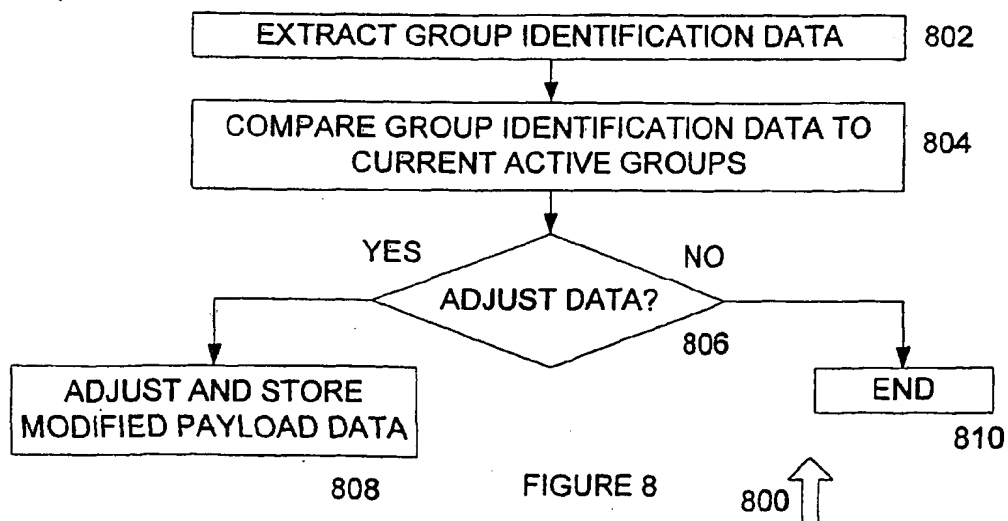 EXTRACT GROUP IDENTIFICATION DATA
802
COMPARE GROUP IDENTIFICATION DATA TO
CURRENT ACTIVE GROUPS
804
YES
NO
ADJUST DATA?
806
ADJUST AND STORE
MODIFIED PAYLOAD DATA
808
END
810
FIGURE 8
800